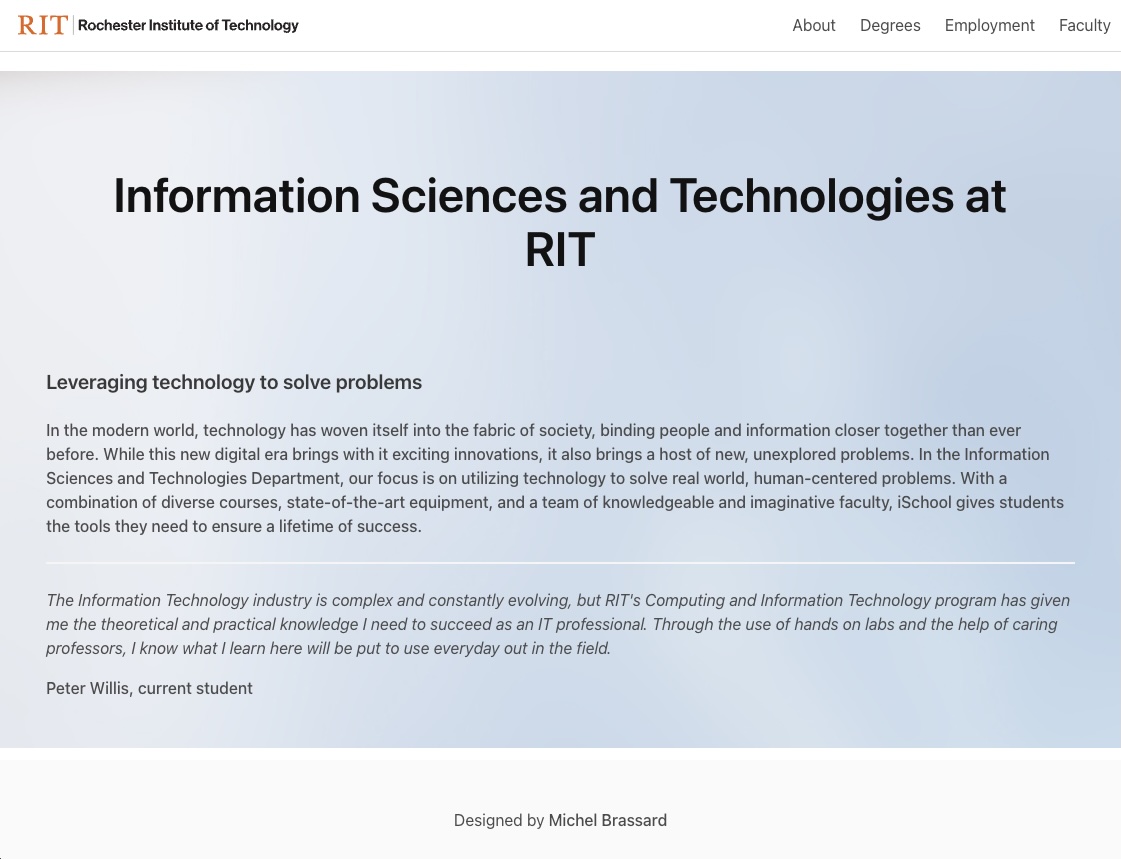 RIT Rochester Institute of Technology
About Degrees Employment Faculty
Information Sciences and Technologies at
RIT
Leveraging technology to solve problems
In the modern world, technology has woven itself into the fabric of society, binding people and information closer together than ever
before. While this new digital era brings with it exciting innovations, it also brings a host of new, unexplored problems. In the Information
Sciences and Technologies Department, our focus is on utilizing technology to solve real world, human-centered problems. With a
combination of diverse courses, state-of-the-art equipment, and a team of knowledgeable and imaginative faculty, iSchool gives students
the tools they need to ensure a lifetime of success.
The Information Technology industry is complex and constantly evolving, but RIT's Computing and Information Technology program has given
me the theoretical and practical knowledge I need to succeed as an IT professional. Through the use of hands on labs and the help of caring
professors, I know what I learn here will be put to use everyday out in the field.
Peter Willis, current student
Designed by Michel Brassard